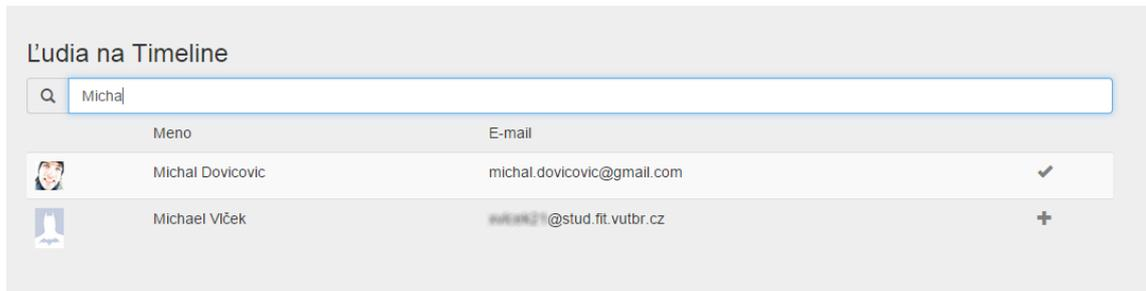 Ľudia na Timeline
Micha
Meno E-mail
Michal Dovicovic michal.dovicovic@gmail.com
Michael Vlček @stud.fit.vutbr.cz